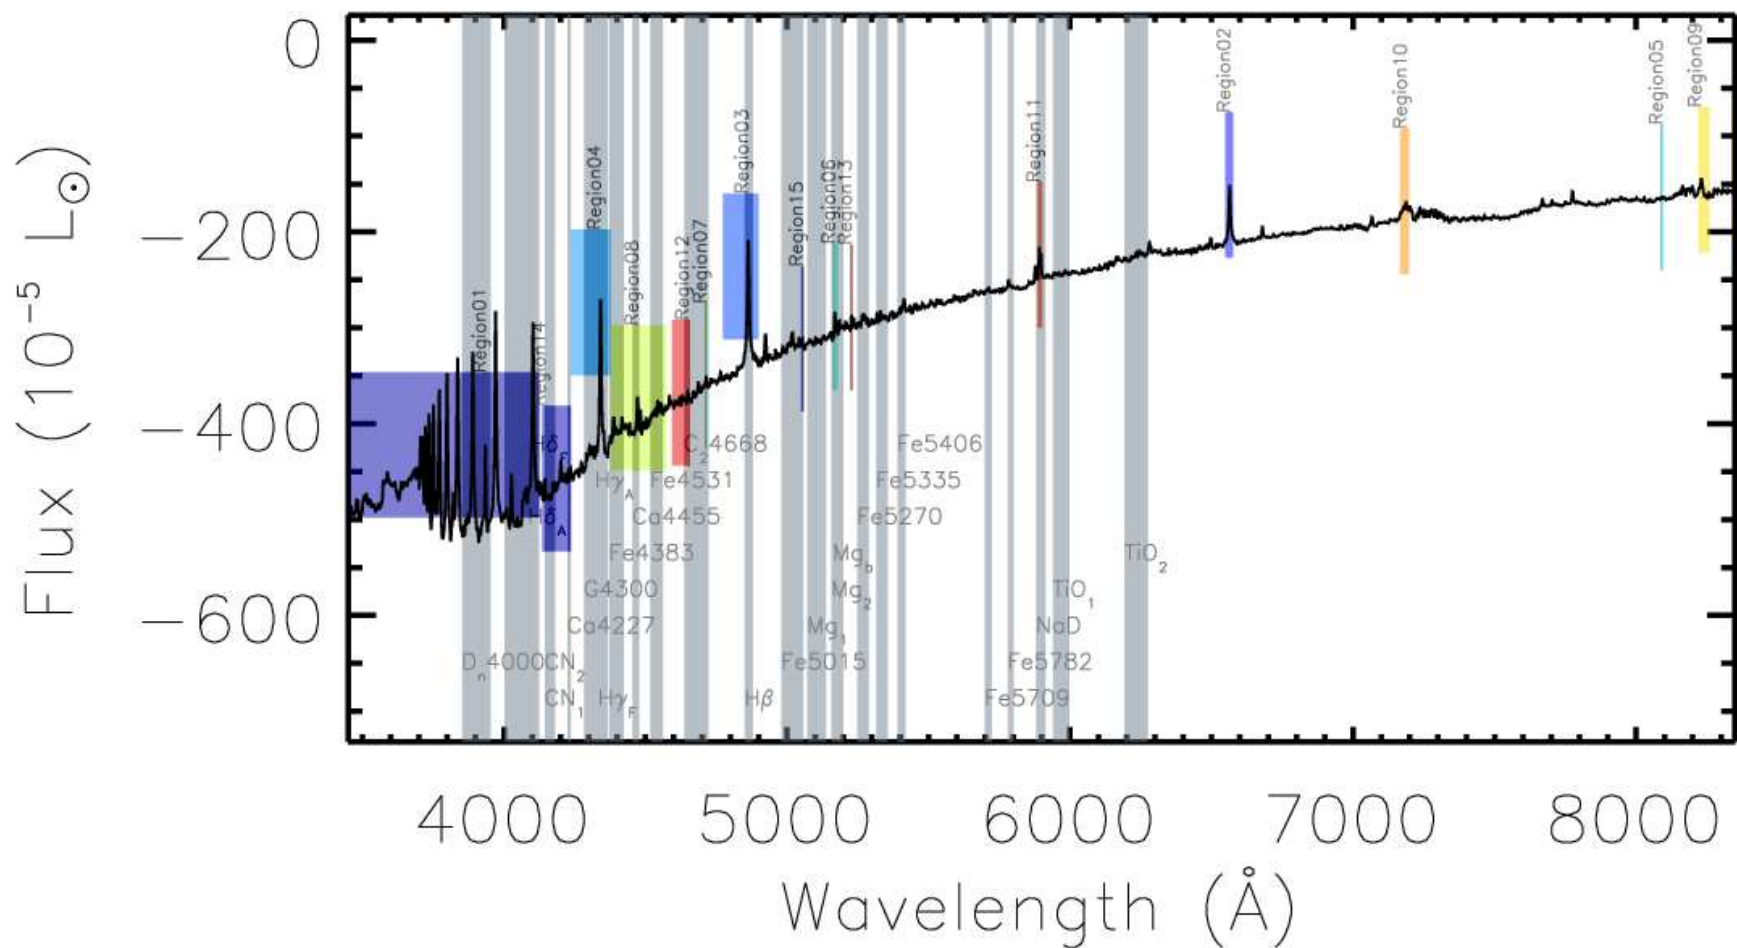 0
−200
−400
−600
Flux (10⁻⁵ L☉)
4000
5000
6000
7000
8000
Wavelength (Å)
Region01
Region14
Region04
Region08
Region12
Region07
Region03
Region15
Region06
Region13
Region11
Region02
Region10
Region05
Region09
Hδ_F
C₂4668
Fe5406
Hγ_A
Fe4531
Fe5335
Hδ_A
Ca4455
Fe5270
Fe4383
Mg_b
TiO₂
G4300
Mg₂
TiO₁
Ca4227
Mg₁
NaD
D_n4000
CN₂
Fe5015
Fe5782
CN₁
Hγ_F
Hβ
Fe5709